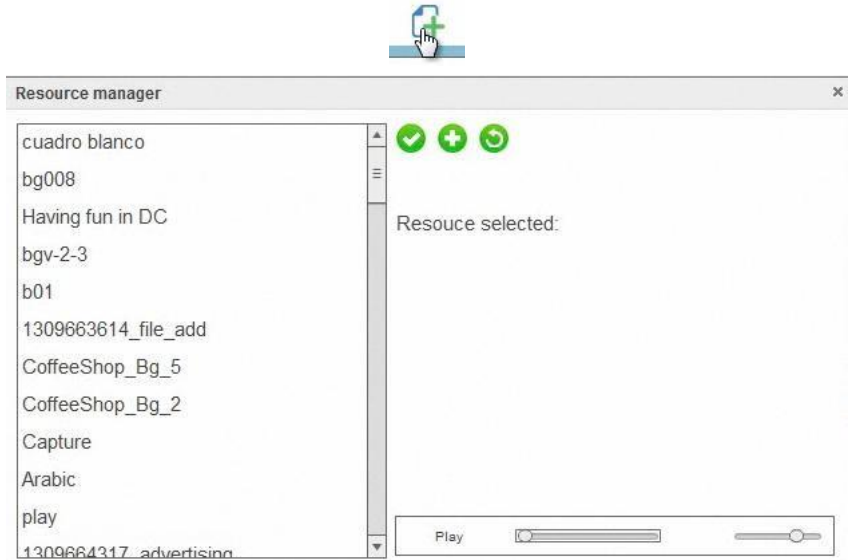 Resource manager
cuadro blanco
bg008
Having fun in DC
bgv-2-3
b01
1309663614_file_add
CoffeeShop_Bg_5
CoffeeShop_Bg_2
Capture
Arabic
play
1309664317_advertising
Resouce selected:
Play